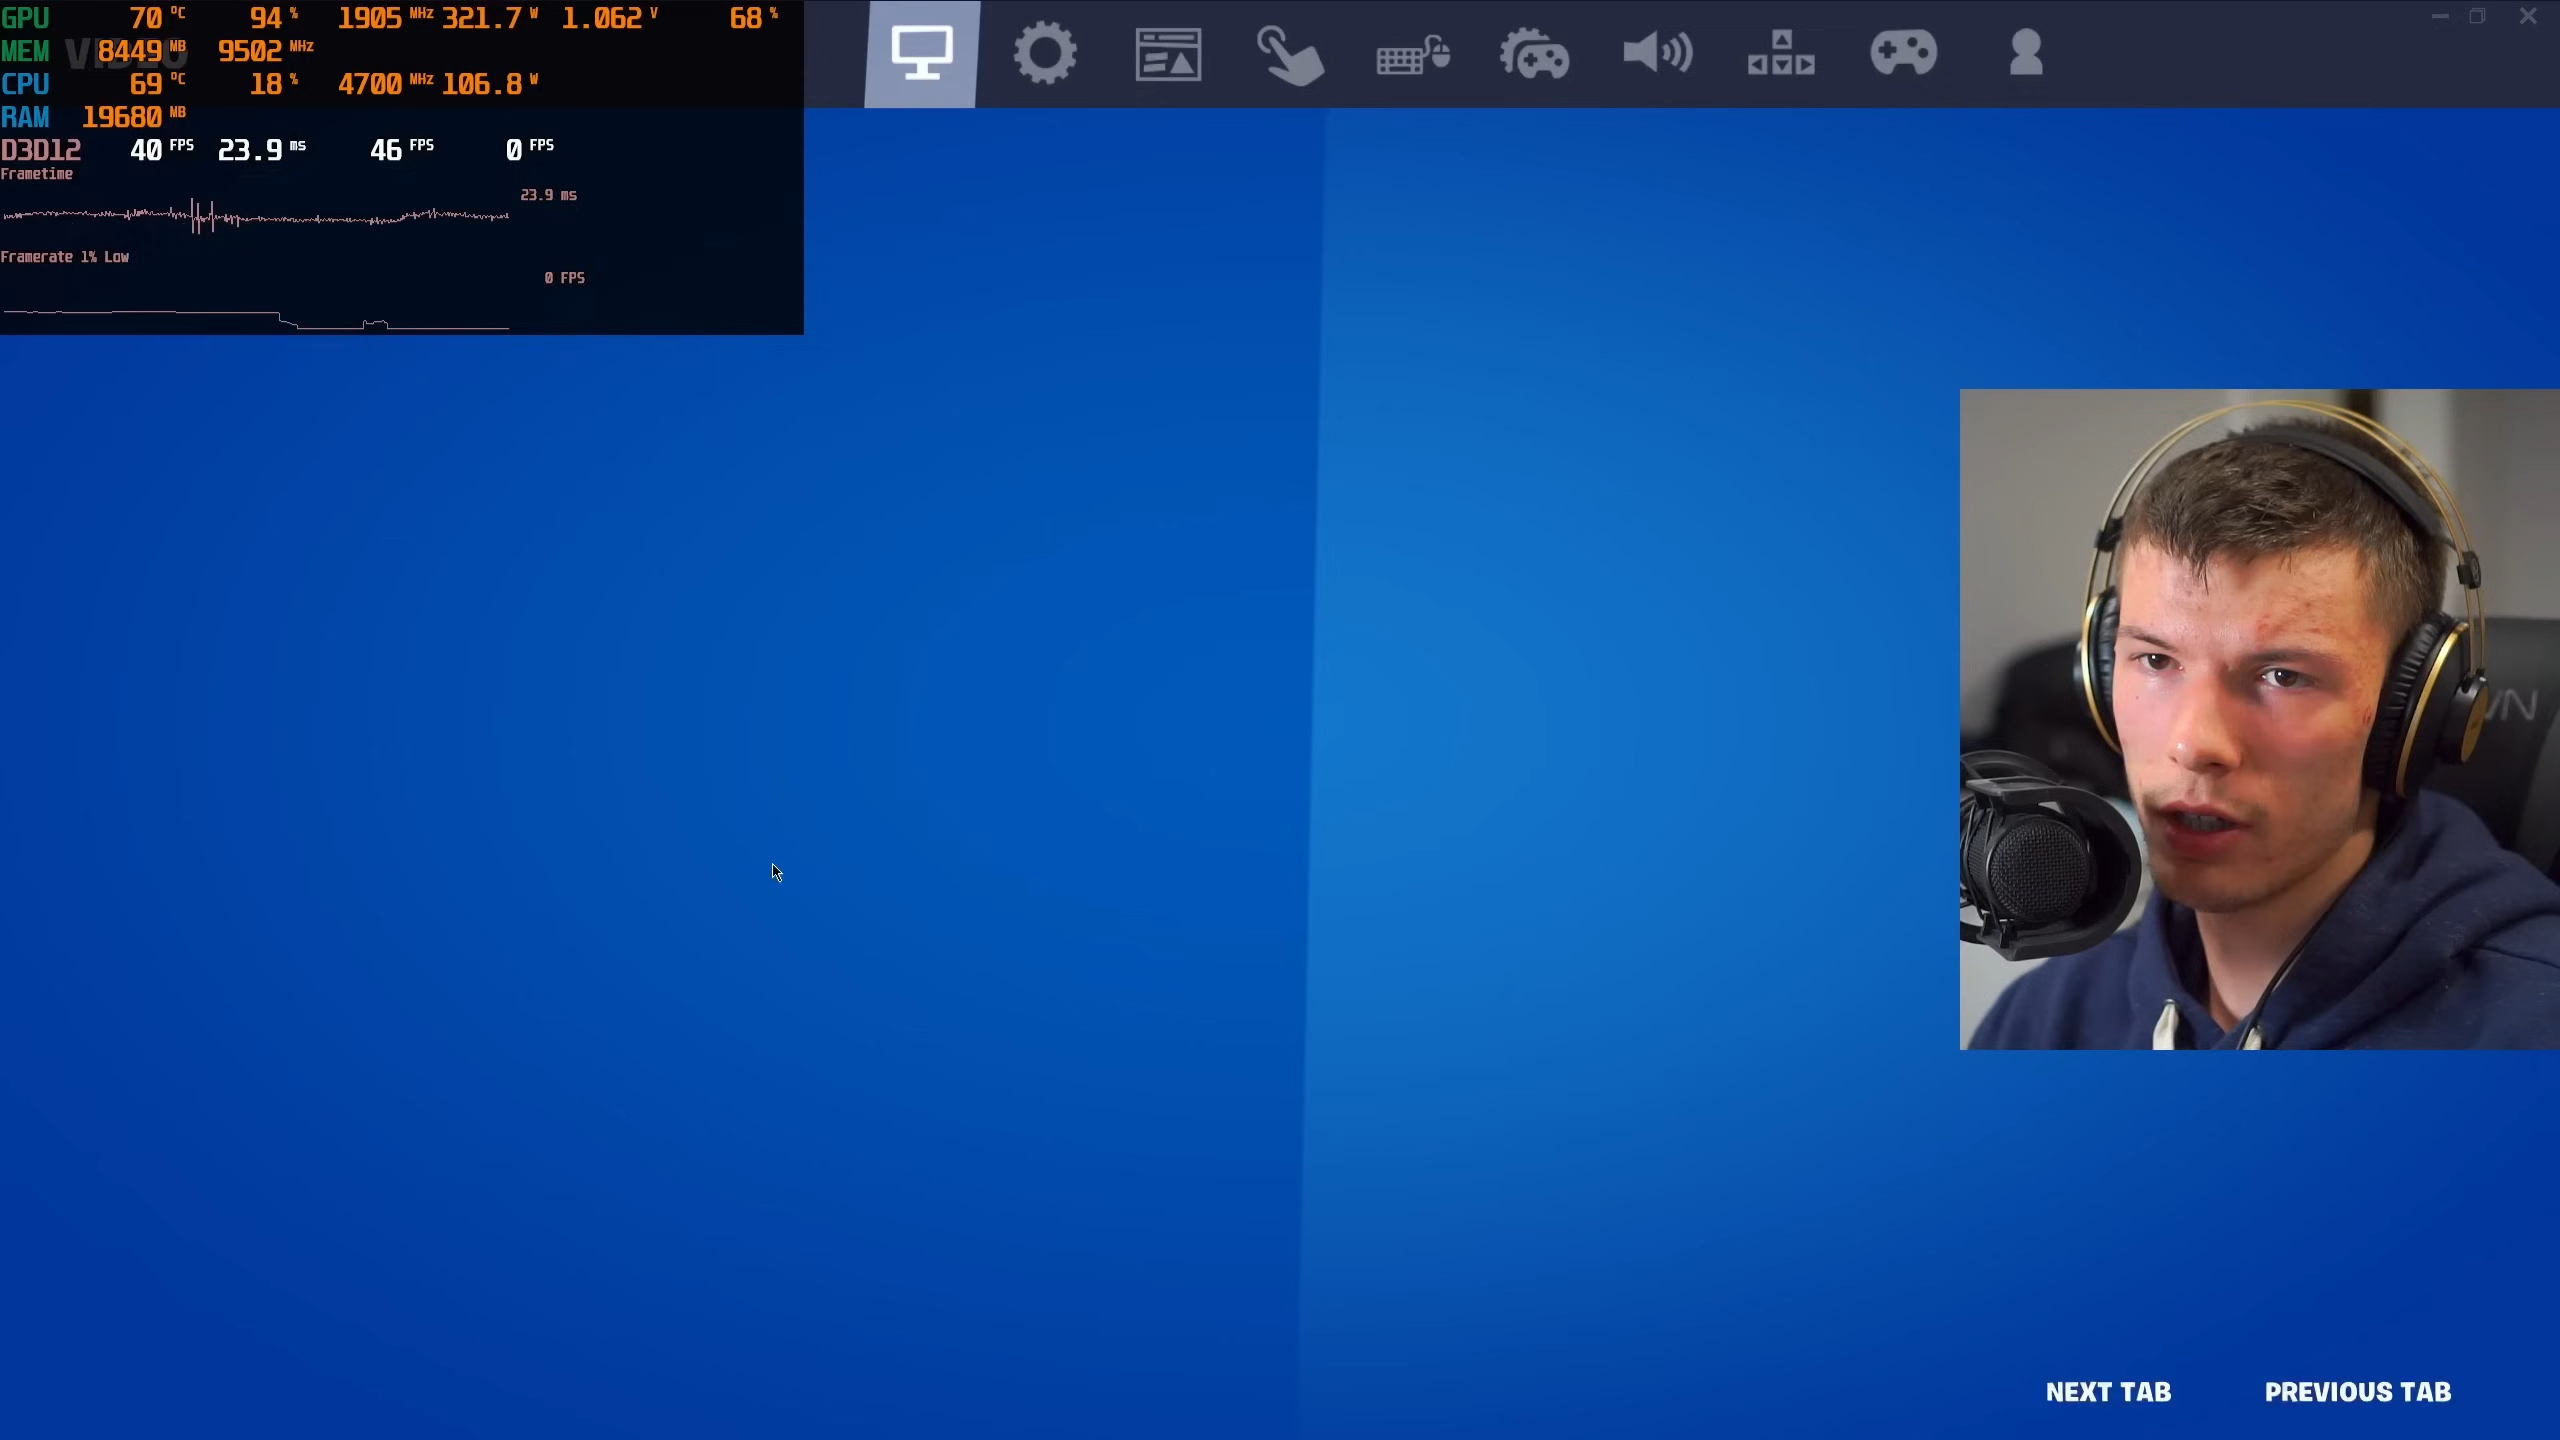 GPU 70 °C 94 % 1905 MHz 321.7 W 1.062 V 68 %
VIDEO
MEM 8449 MB 9502 MHz
CPU 69 °C 18 % 4700 MHz 106.8 W
RAM 19680 MB
D3D12 40 FPS 23.9 ms 46 FPS 0 FPS
Frametime
23.9 ms
Framerate 1% Low
0 FPS
NEXT TAB PREVIOUS TAB